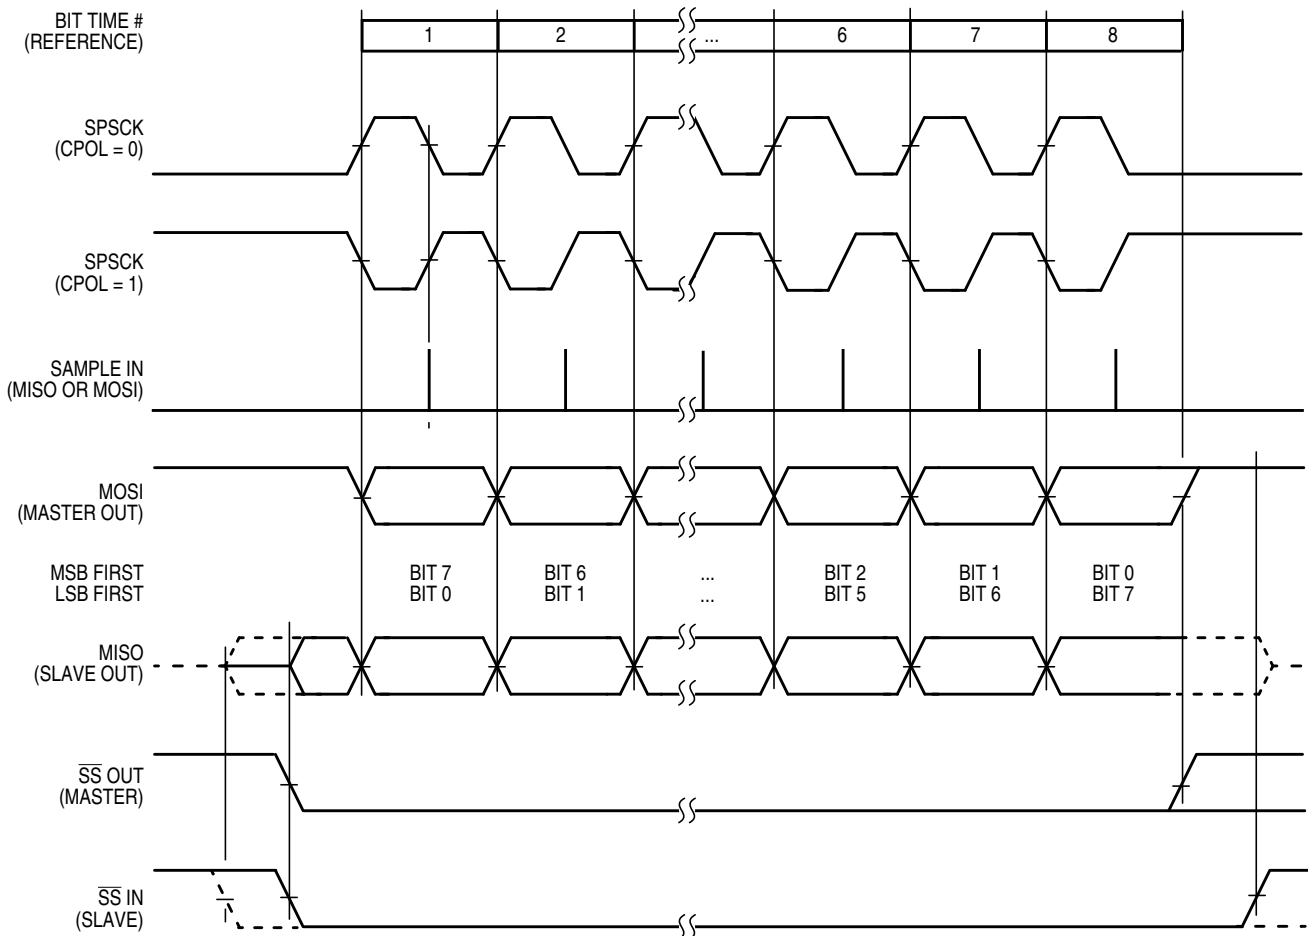 BIT TIME #
(REFERENCE)
1 2 ... 6 7 8
SPSCK
(CPOL = 0)
SPSCK
(CPOL = 1)
SAMPLE IN
(MISO OR MOSI)
MOSI
(MASTER OUT)
MSB FIRST BIT 7 BIT 6 ... BIT 2 BIT 1 BIT 0
LSB FIRST BIT 0 BIT 1 ... BIT 5 BIT 6 BIT 7
MISO
(SLAVE OUT)
S̅S̅ OUT
(MASTER)
S̅S̅ IN
(SLAVE)